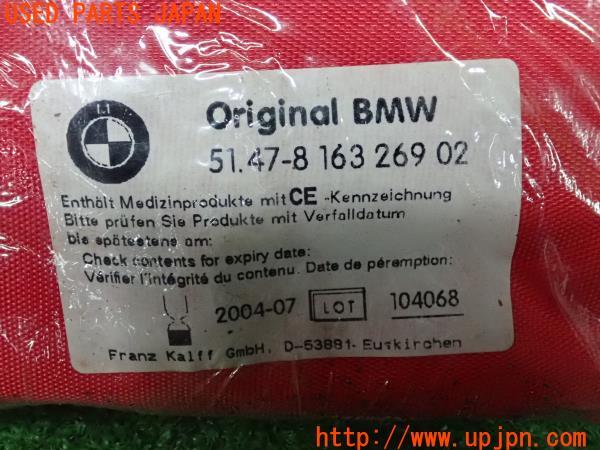 USED PARTS JAPAN
Original BMW
51.47-8 163 269 02
Enthält Medizinprodukte mit CE -Kennzeichnung
Bitte prüfen Sie Produkte mit Verfalldatum
bis spätestens am:
Check contents for expiry date:
Vérifier l'intégrité du contenu. Date de péremption:
2004-07 LOT 104068
Franz Kalff GmbH, D-53881- Euskirchen
http://www.upjpn.com